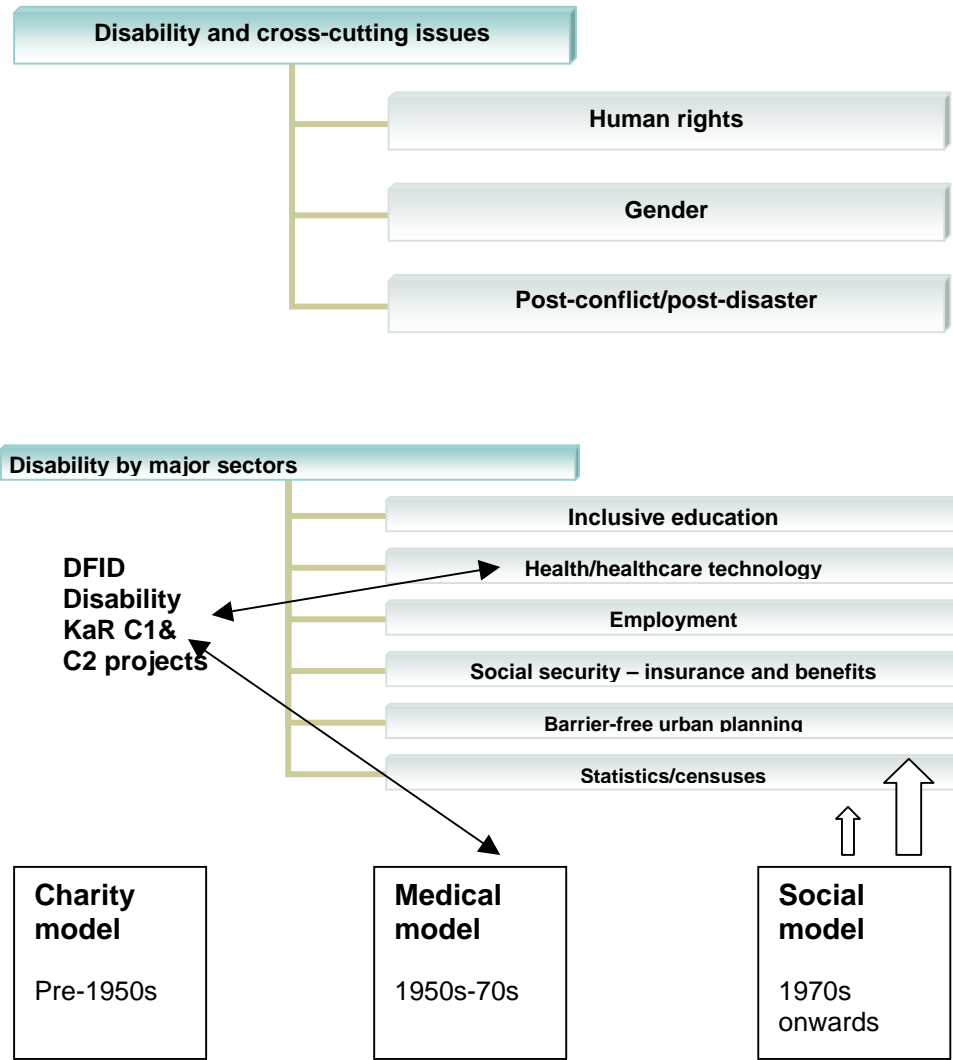 Disability and cross-cutting issues
Human rights
Gender
Post-conflict/post-disaster
Disability by major sectors
Inclusive education
Health/healthcare technology
Employment
Social security – insurance and benefits
Barrier-free urban planning
Statistics/censuses
DFID
Disability
KaR C1&
C2 projects
Charity
model
Pre-1950s
Medical
model
1950s-70s
Social
model
1970s
onwards